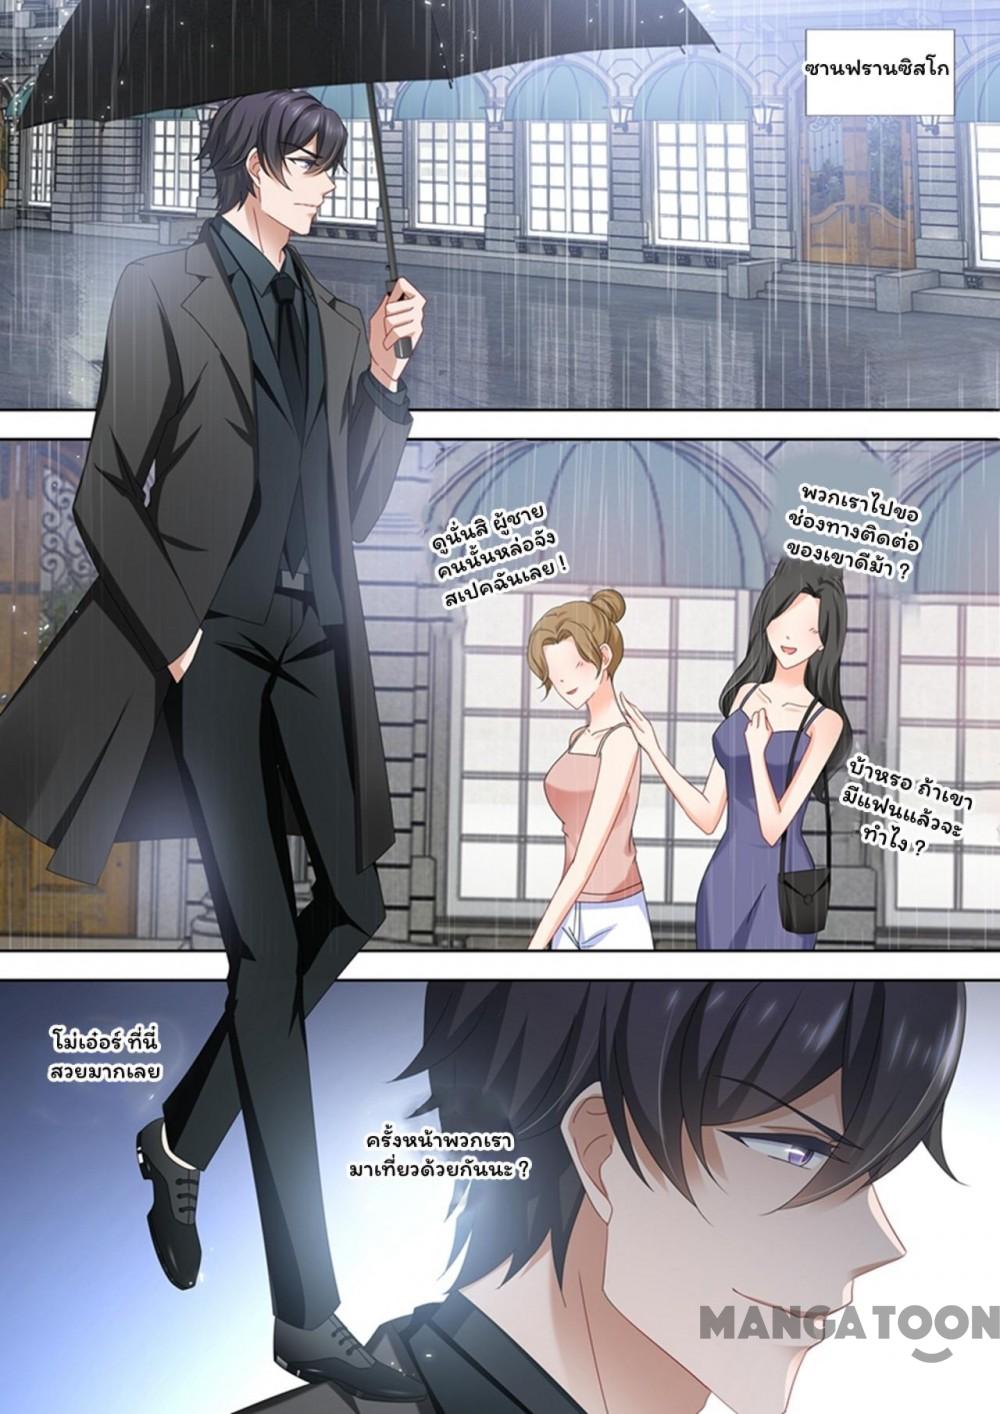 ซานฟรานซิสโก
ดูนั่นสิ ผู้ชาย
คนนั้นหล่อจัง
สเปคฉันเลย !
พวกเราไปขอ
ช่องทางติดต่อ
ของเขาดีม้า ?
บ้าหรอ ถ้าเขา
มีแฟนแล้วจะ
ทำไง ?
โม่เอ๋อร์ ที่นี่
สวยมากเลย
ครั้งหน้าพวกเรา
มาเที่ยวด้วยกันนะ ?
MANGATOON